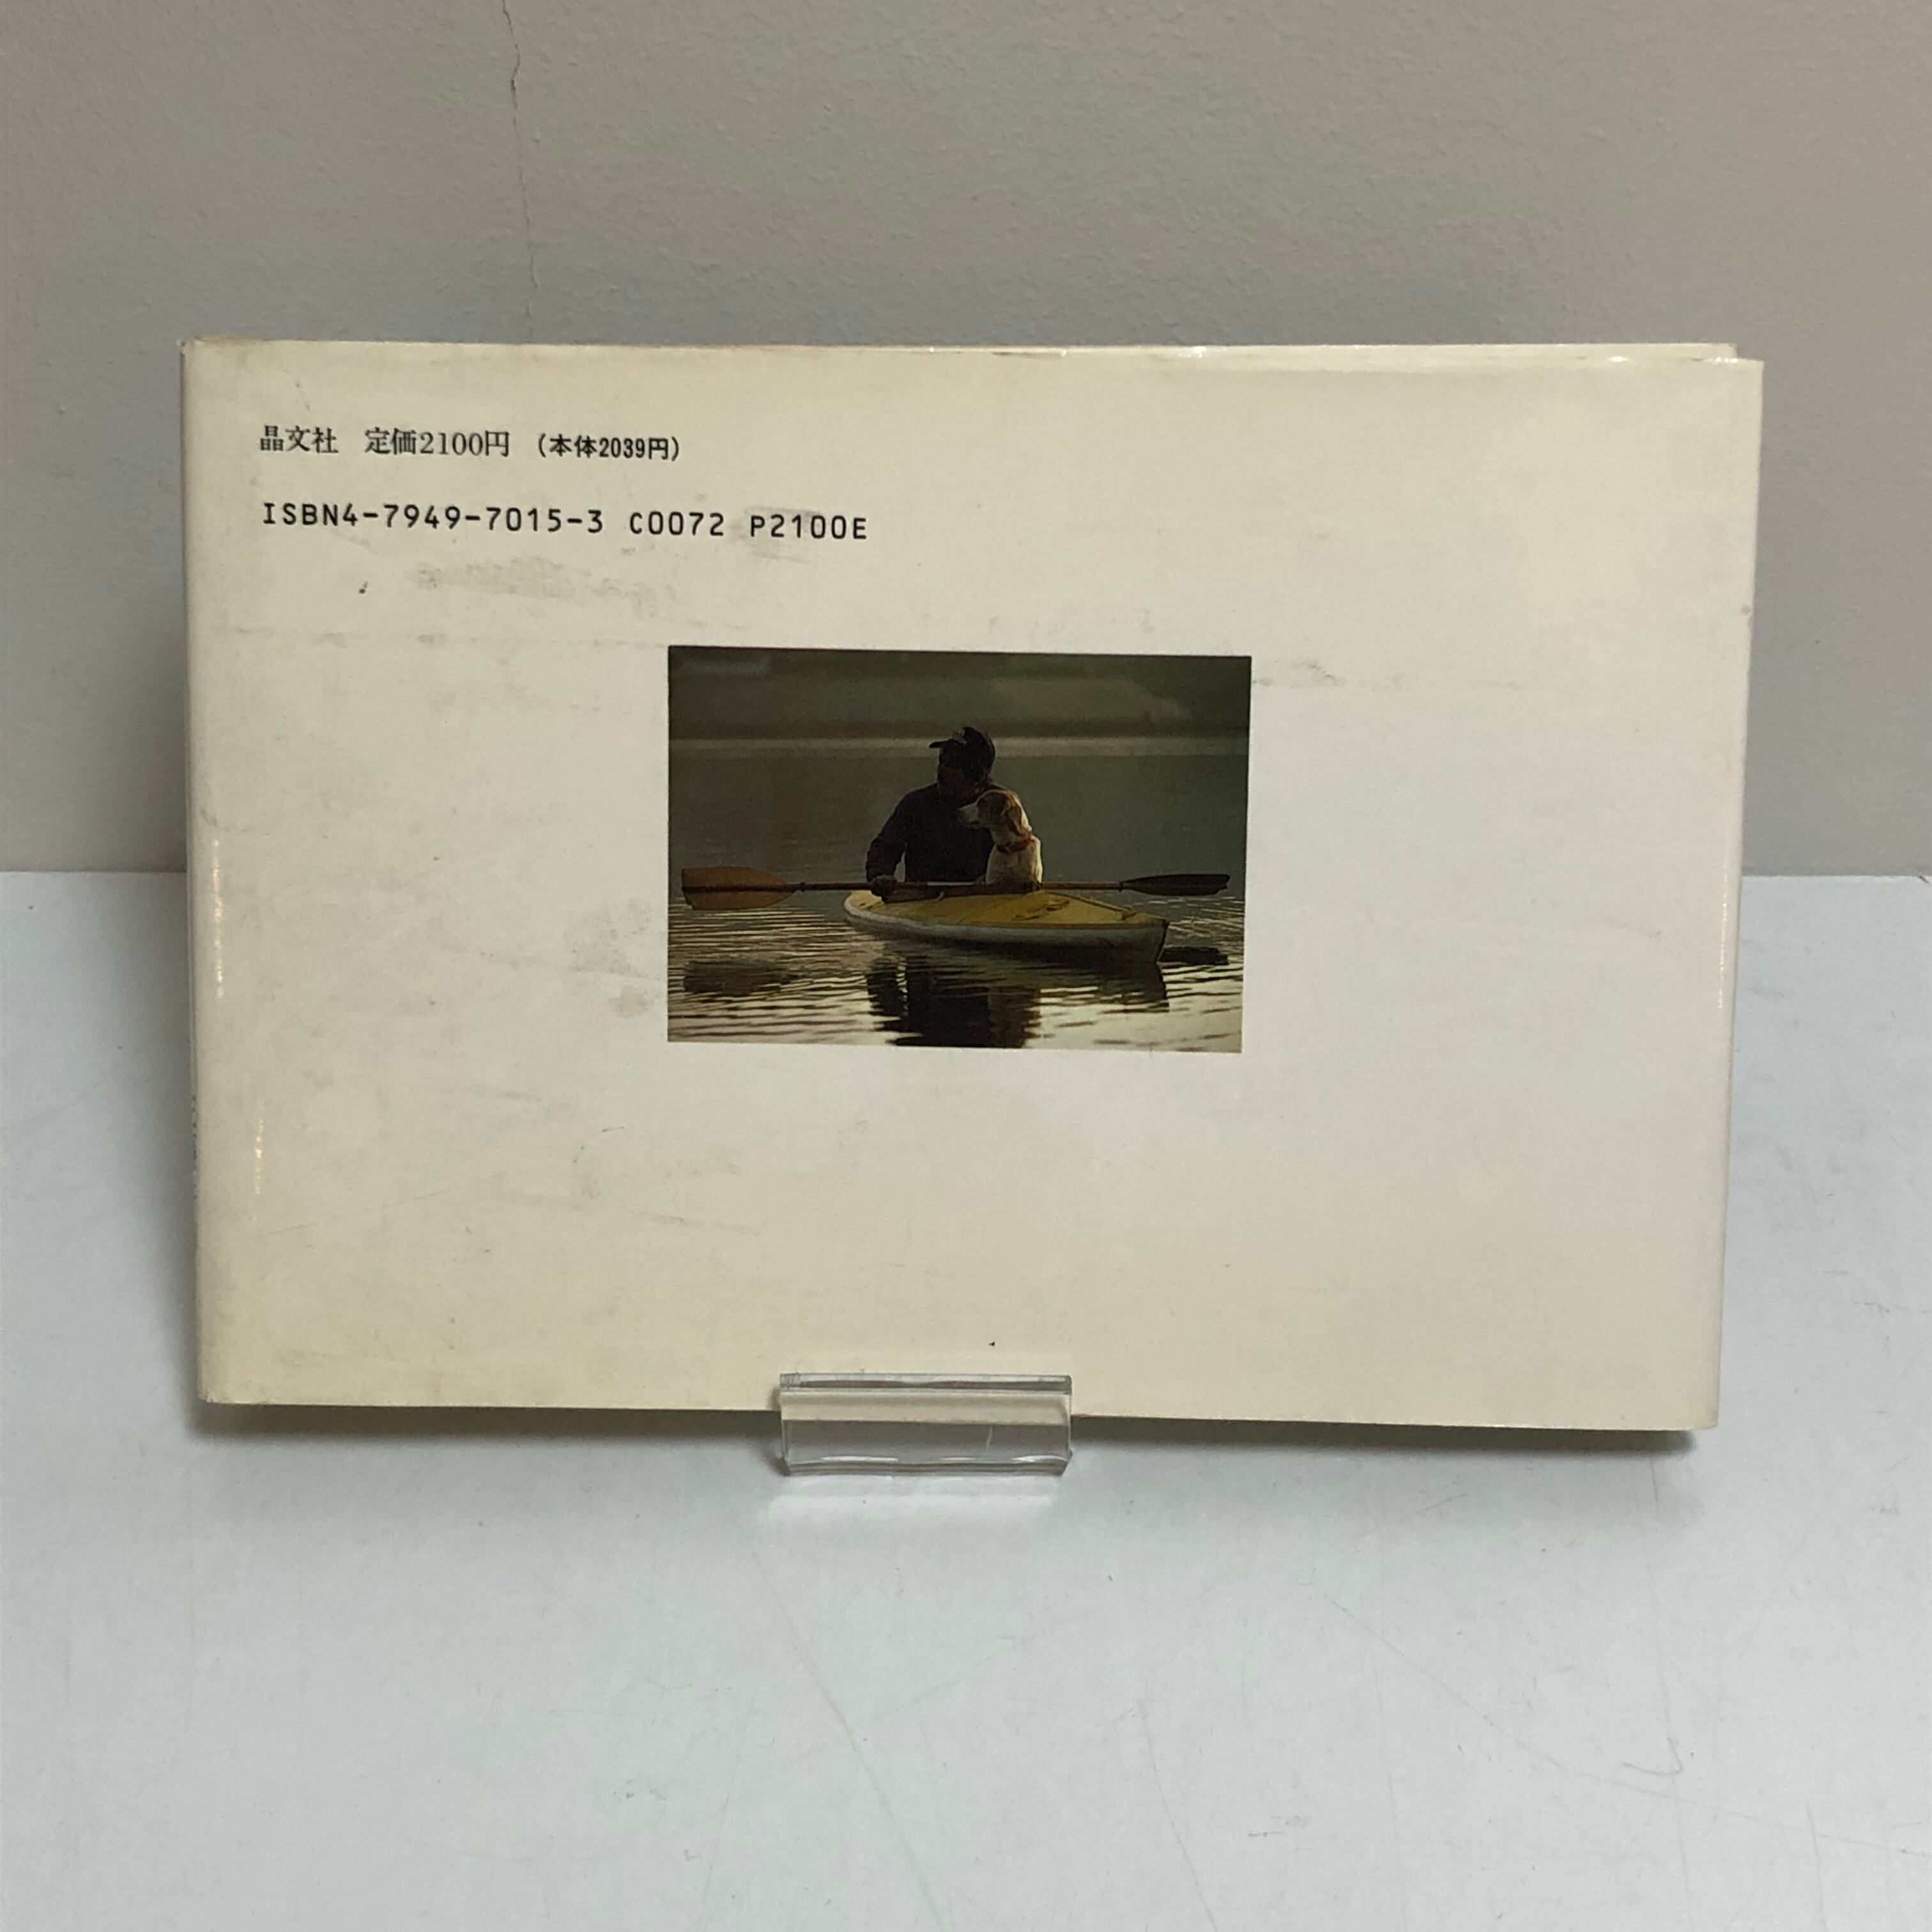 晶文社　定価2100円（本体2039円）
ISBN4-7949-7015-3 C0072 P2100E